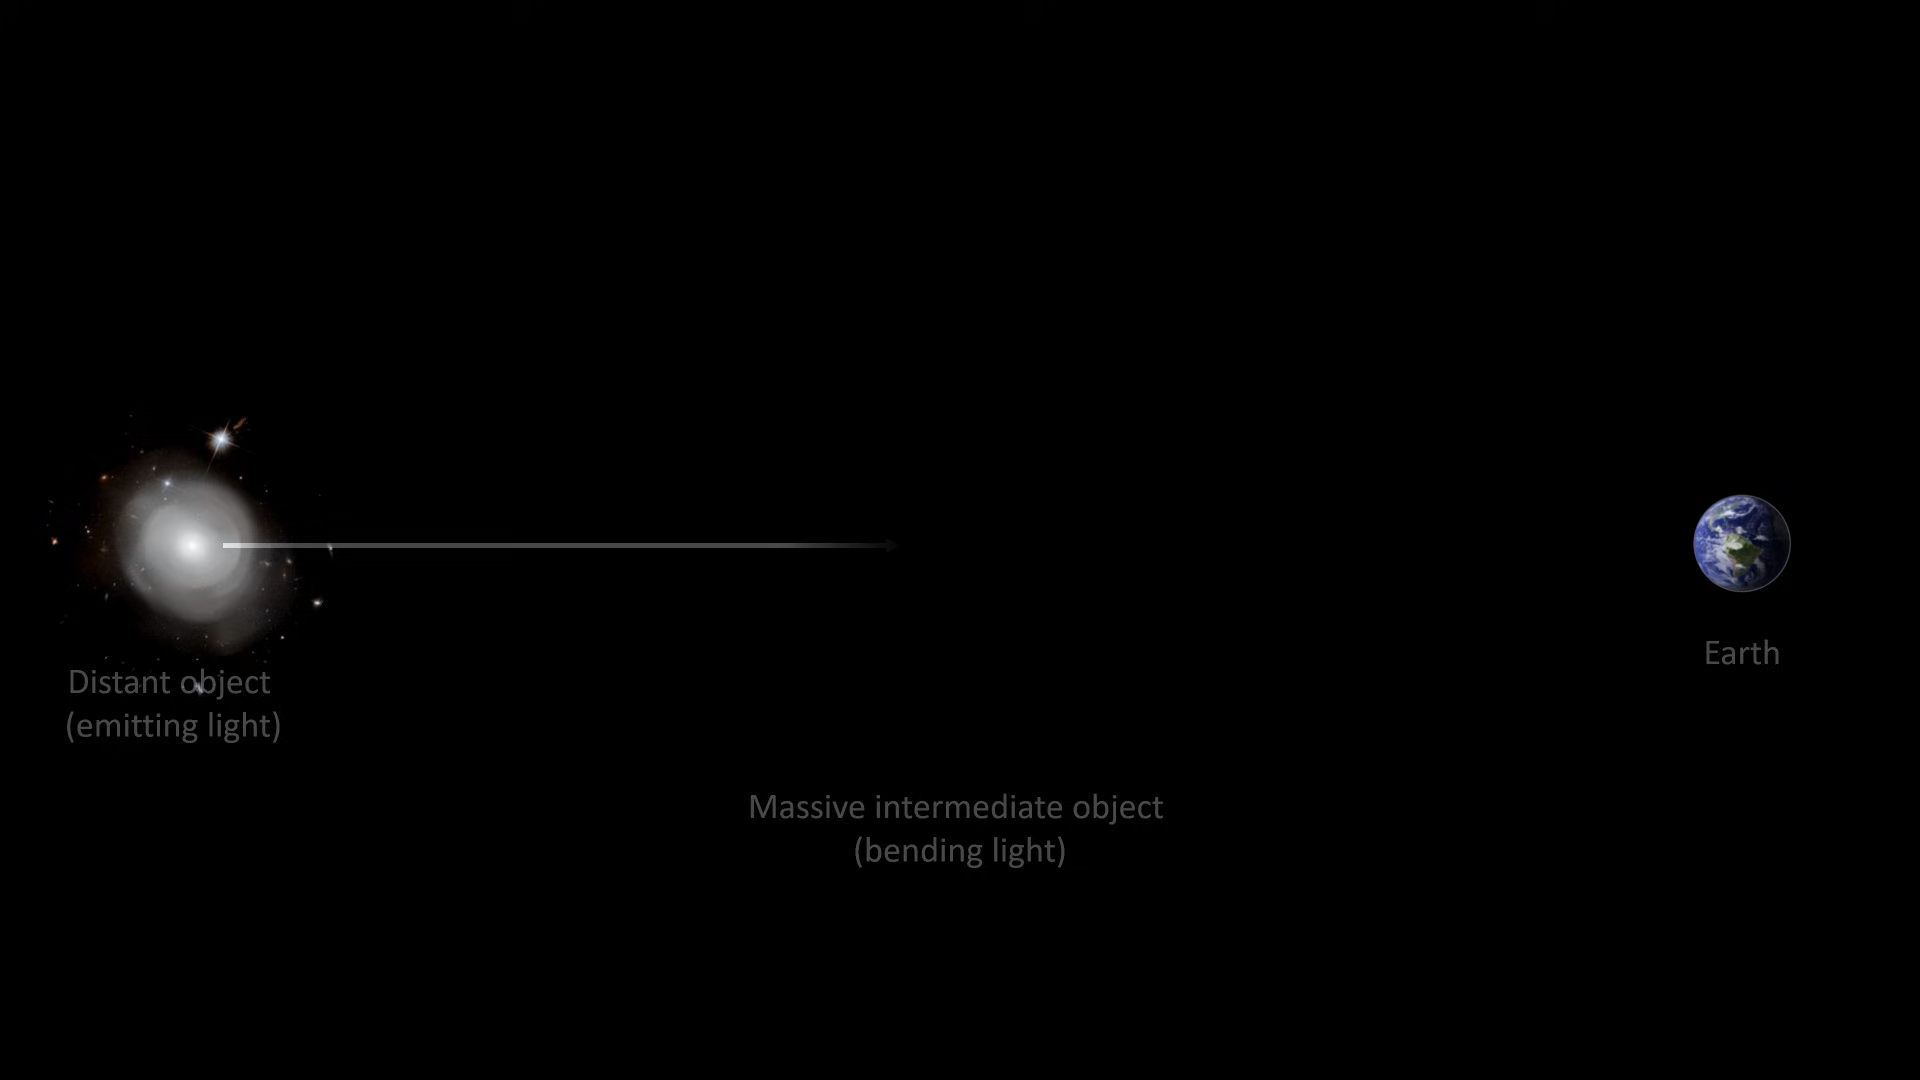 Distant object
(emitting light)
Earth
Massive intermediate object
(bending light)